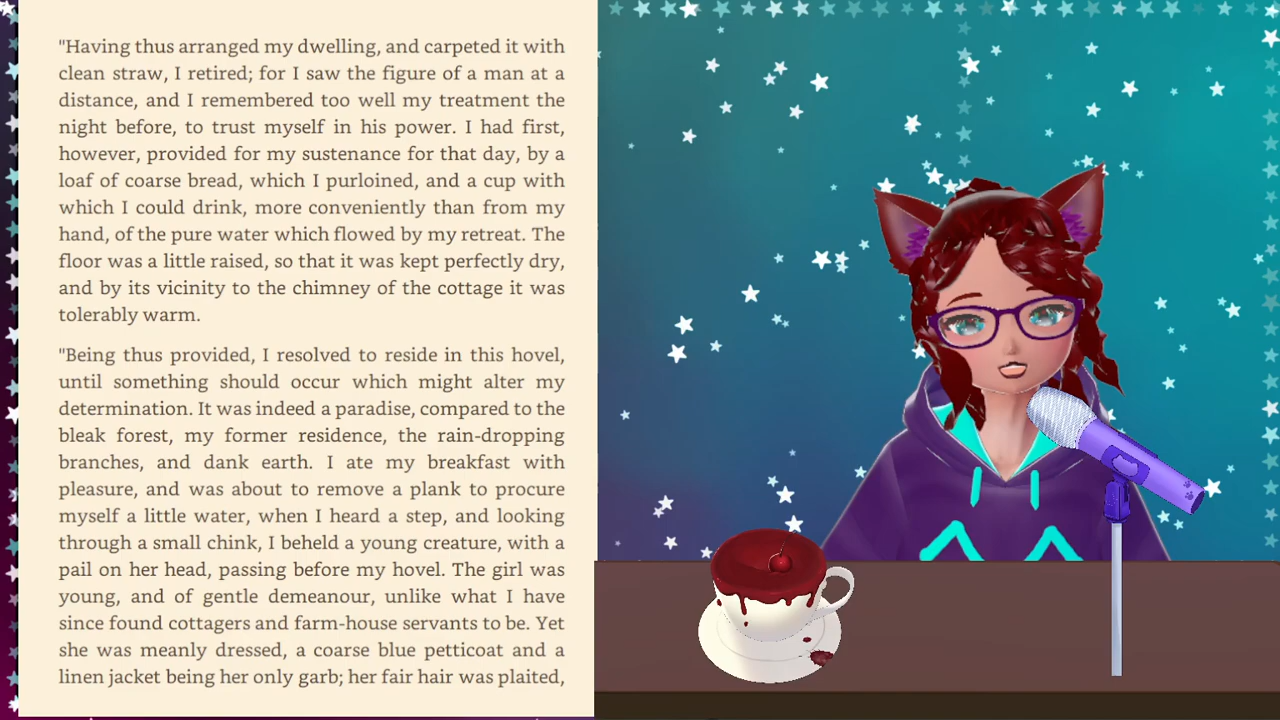 "Having thus arranged my dwelling, and carpeted it with
clean straw, I retired; for I saw the figure of a man at a
distance, and I remembered too well my treatment the
night before, to trust myself in his power. I had first,
however, provided for my sustenance for that day, by a
loaf of coarse bread, which I purloined, and a cup with
which I could drink, more conveniently than from my
hand, of the pure water which flowed by my retreat. The
floor was a little raised, so that it was kept perfectly dry,
and by its vicinity to the chimney of the cottage it was
tolerably warm.
"Being thus provided, I resolved to reside in this hovel,
until something should occur which might alter my
determination. It was indeed a paradise, compared to the
bleak forest, my former residence, the rain-dropping
branches, and dank earth. I ate my breakfast with
pleasure, and was about to remove a plank to procure
myself a little water, when I heard a step, and looking
through a small chink, I beheld a young creature, with a
pail on her head, passing before my hovel. The girl was
young, and of gentle demeanour, unlike what I have
since found cottagers and farm-house servants to be. Yet
she was meanly dressed, a coarse blue petticoat and a
linen jacket being her only garb; her fair hair was plaited,